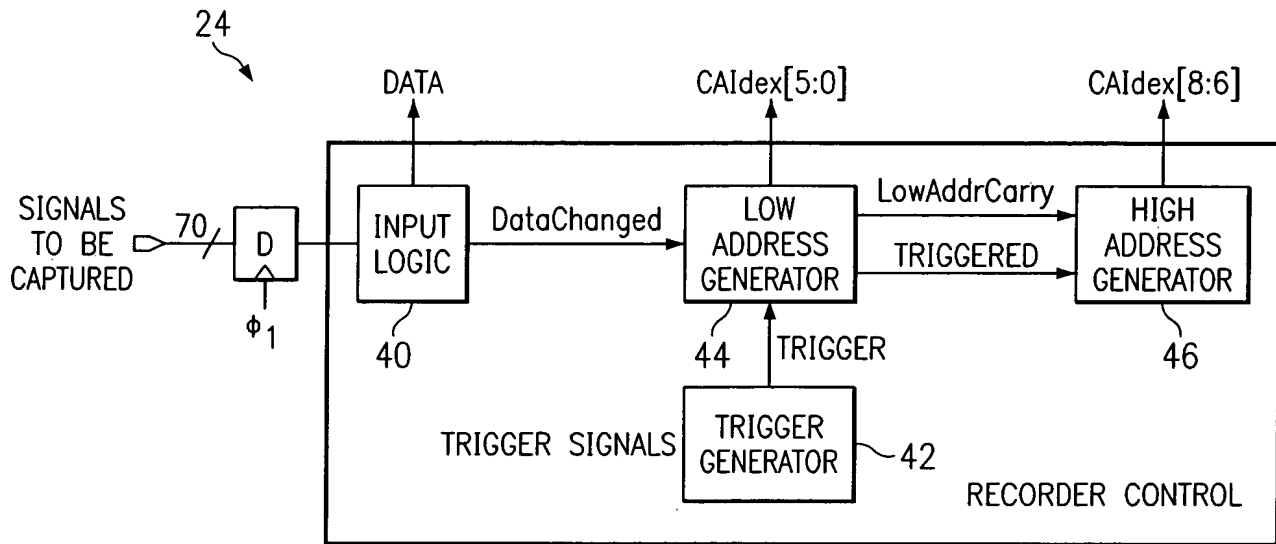 24
DATA
CAIdex[5:0]
CAIdex[8:6]
SIGNALS
TO BE
CAPTURED
70
D
ϕ1
INPUT
LOGIC
40
DataChanged
LOW
ADDRESS
GENERATOR
44
LowAddrCarry
TRIGGERED
HIGH
ADDRESS
GENERATOR
46
TRIGGER
TRIGGER SIGNALS
TRIGGER
GENERATOR
42
RECORDER CONTROL